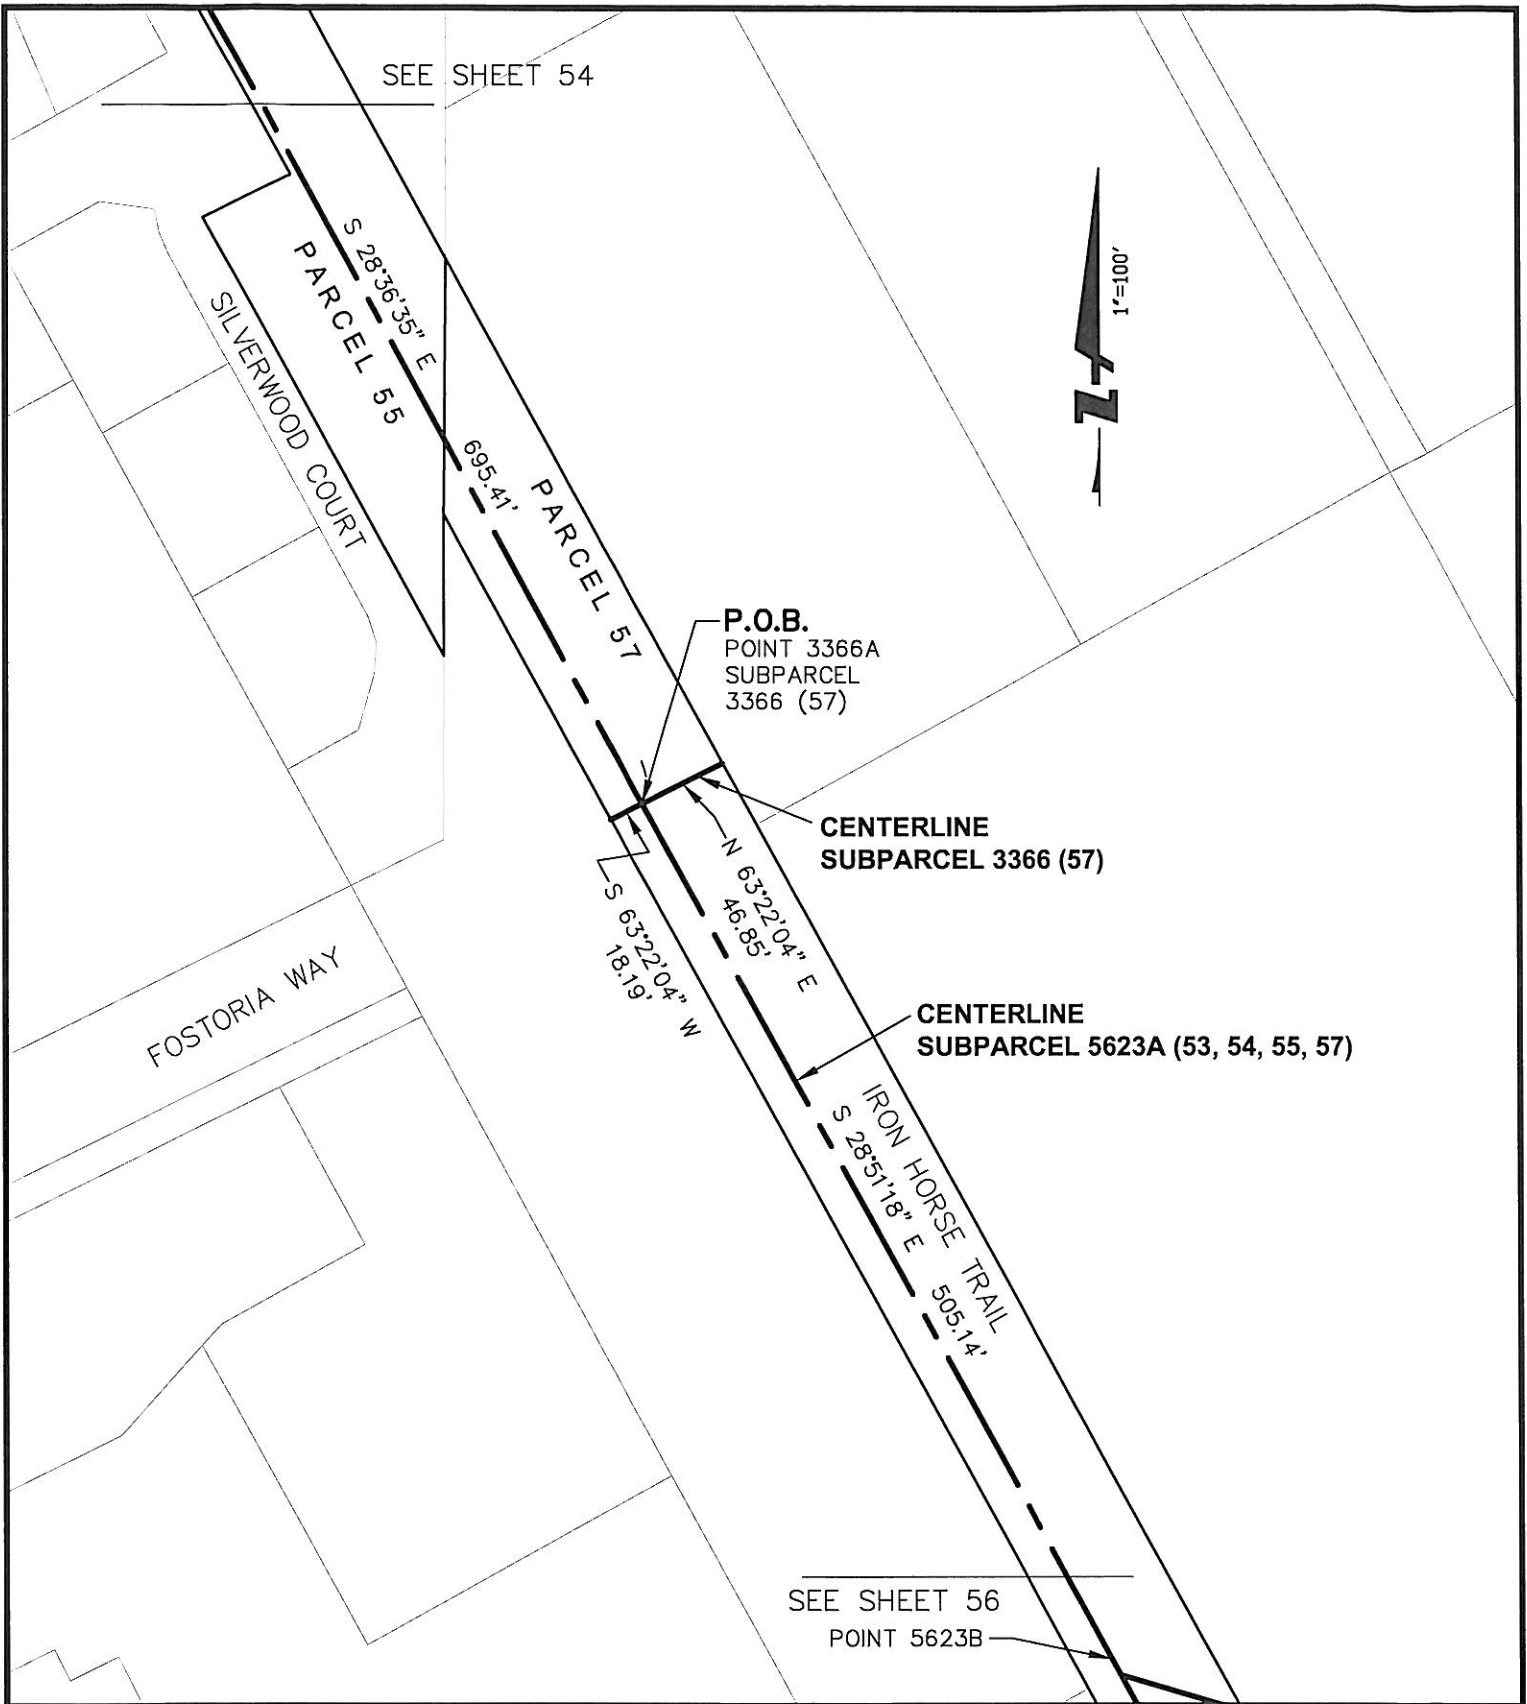 SEE SHEET 54
1"=100'
N
S 28°36'35" E
695.41'
PARCEL 55
SILVERWOOD COURT
PARCEL 57
P.O.B.
POINT 3366A
SUBPARCEL
3366 (57)
CENTERLINE
SUBPARCEL 3366 (57)
N 63°22'04" E
46.85'
S 63°22'04" W
18.19'
FOSTORIA WAY
CENTERLINE
SUBPARCEL 5623A (53, 54, 55, 57)
IRON HORSE TRAIL
S 28°51'18" E 505.14'
SEE SHEET 56
POINT 5623B